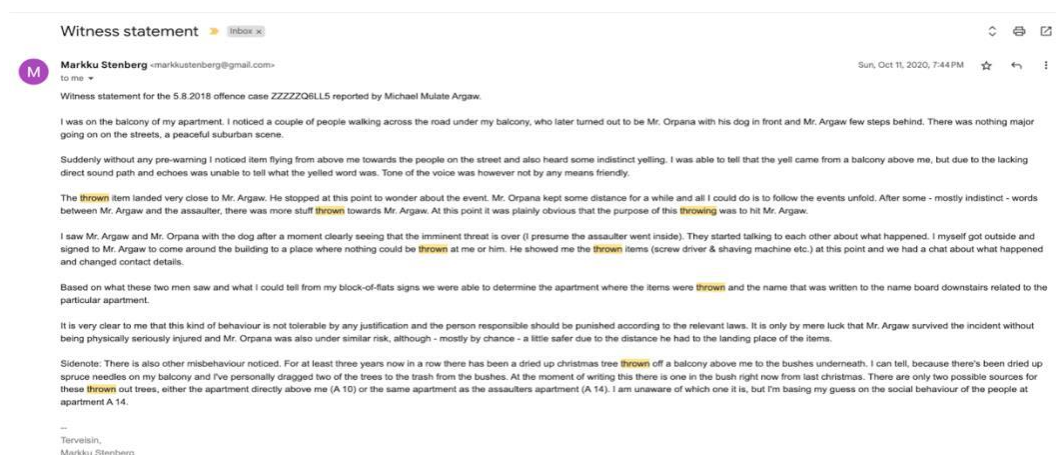 Witness statement Inbox x
M
Markku Stenberg <markkustenberg@gmail.com> Sun, Oct 11, 2020, 7:44 PM
to me
Witness statement for the 5.8.2018 offence case ZZZZZQ6LL5 reported by Michael Mulate Argaw.
I was on the balcony of my apartment. I noticed a couple of people walking across the road under my balcony, who later turned out to be Mr. Orpana with his dog in front and Mr. Argaw few steps behind. There was nothing major
going on on the streets, a peaceful suburban scene.
Suddenly without any pre-warning I noticed item flying from above me towards the people on the street and also heard some indistinct yelling. I was able to tell that the yell came from a balcony above me, but due to the lacking
direct sound path and echoes was unable to tell what the yelled word was. Tone of the voice was however not by any means friendly.
The thrown item landed very close to Mr. Argaw. He stopped at this point to wonder about the event. Mr. Orpana kept some distance for a while and all I could do is to follow the events unfold. After some - mostly indistinct - words
between Mr. Argaw and the assaulter, there was more stuff thrown towards Mr. Argaw. At this point it was plainly obvious that the purpose of this throwing was to hit Mr. Argaw.
I saw Mr. Argaw and Mr. Orpana with the dog after a moment clearly seeing that the imminent threat is over (I presume the assaulter went inside). They started talking to each other about what happened. I myself got outside and
signed to Mr. Argaw to come around the building to a place where nothing could be thrown at me or him. He showed me the thrown items (screw driver & shaving machine etc.) at this point and we had a chat about what happened
and changed contact details.
Based on what these two men saw and what I could tell from my block-of-flats signs we were able to determine the apartment where the items were thrown and the name that was written to the name board downstairs related to the
particular apartment.
It is very clear to me that this kind of behaviour is not tolerable by any justification and the person responsible should be punished according to the relevant laws. It is only by mere luck that Mr. Argaw survived the incident without
being physically seriously injured and Mr. Orpana was also under similar risk, although - mostly by chance - a little safer due to the distance he had to the landing place of the items.
Sidenote: There is also other misbehaviour noticed. For at least three years now in a row there has been a dried up christmas tree thrown off a balcony above me to the bushes underneath. I can tell, because there's been dried up
spruce needles on my balcony and I've personally dragged two of the trees to the trash from the bushes. At the moment of writing this there is one in the bush right now from last christmas. There are only two possible sources for
these thrown out trees, either the apartment directly above me (A 10) or the same apartment as the assaulters apartment (A 14). I am unaware of which one it is, but I'm basing my guess on the social behaviour of the people at
apartment A 14.
--
Terveisin,
Markku Stenberg